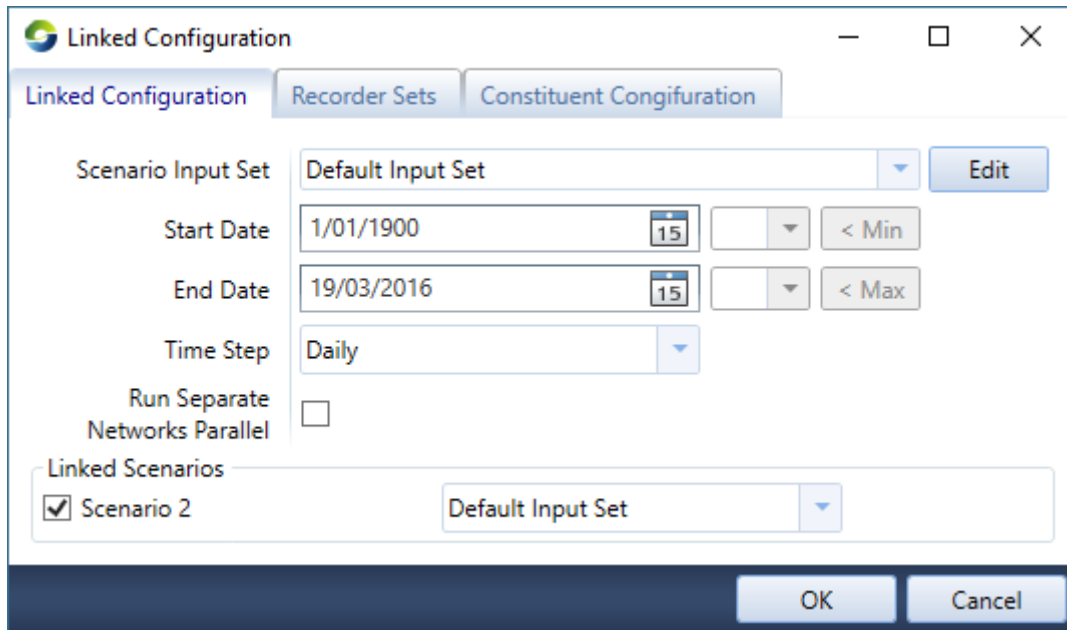 Linked Configuration
Linked Configuration Recorder Sets Constituent Congifuration
Scenario Input Set Default Input Set Edit
Start Date 1/01/1900 15 < Min
End Date 19/03/2016 15 < Max
Time Step Daily
Run Separate
Networks Parallel
Linked Scenarios
Scenario 2 Default Input Set
OK Cancel